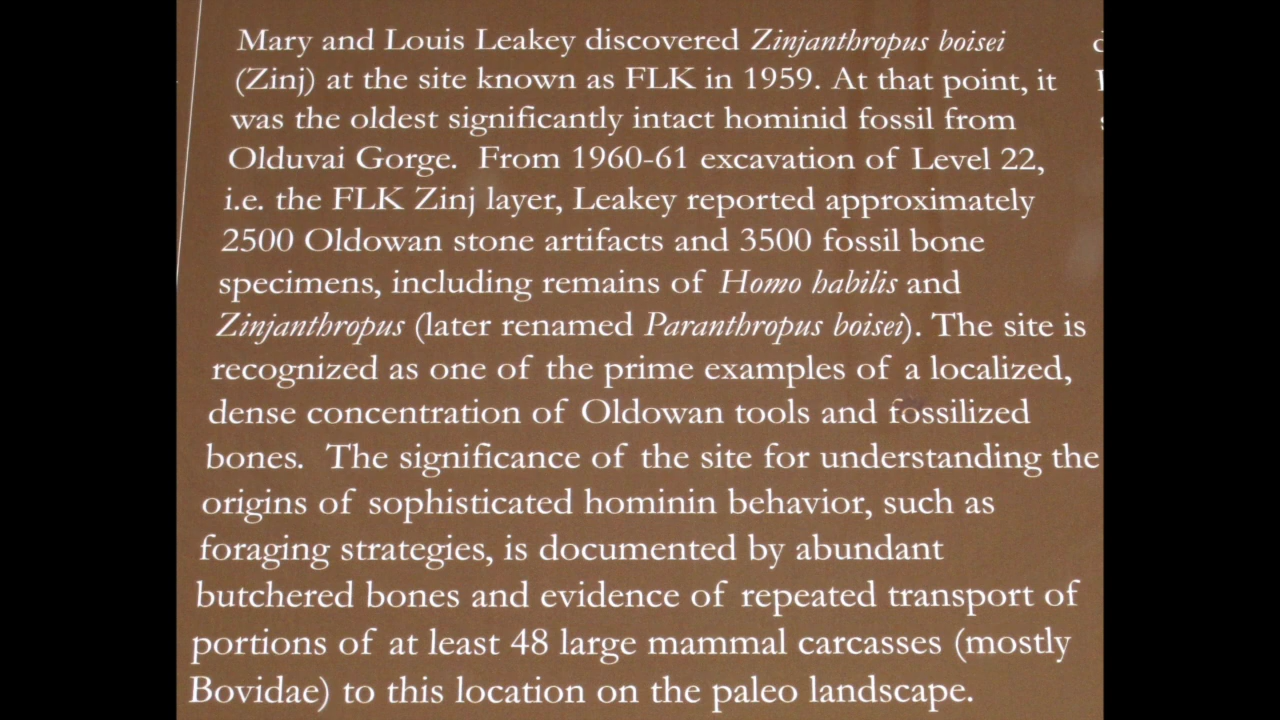 Mary and Louis Leakey discovered Zinjanthropus boisei
(Zinj) at the site known as FLK in 1959. At that point, it
was the oldest significantly intact hominid fossil from
Olduvai Gorge. From 1960-61 excavation of Level 22,
i.e. the FLK Zinj layer, Leakey reported approximately
2500 Oldowan stone artifacts and 3500 fossil bone
specimens, including remains of Homo habilis and
Zinjanthropus (later renamed Paranthropus boisei). The site is
recognized as one of the prime examples of a localized,
dense concentration of Oldowan tools and fossilized
bones. The significance of the site for understanding the
origins of sophisticated hominin behavior, such as
foraging strategies, is documented by abundant
butchered bones and evidence of repeated transport of
portions of at least 48 large mammal carcasses (mostly
Bovidae) to this location on the paleo landscape.